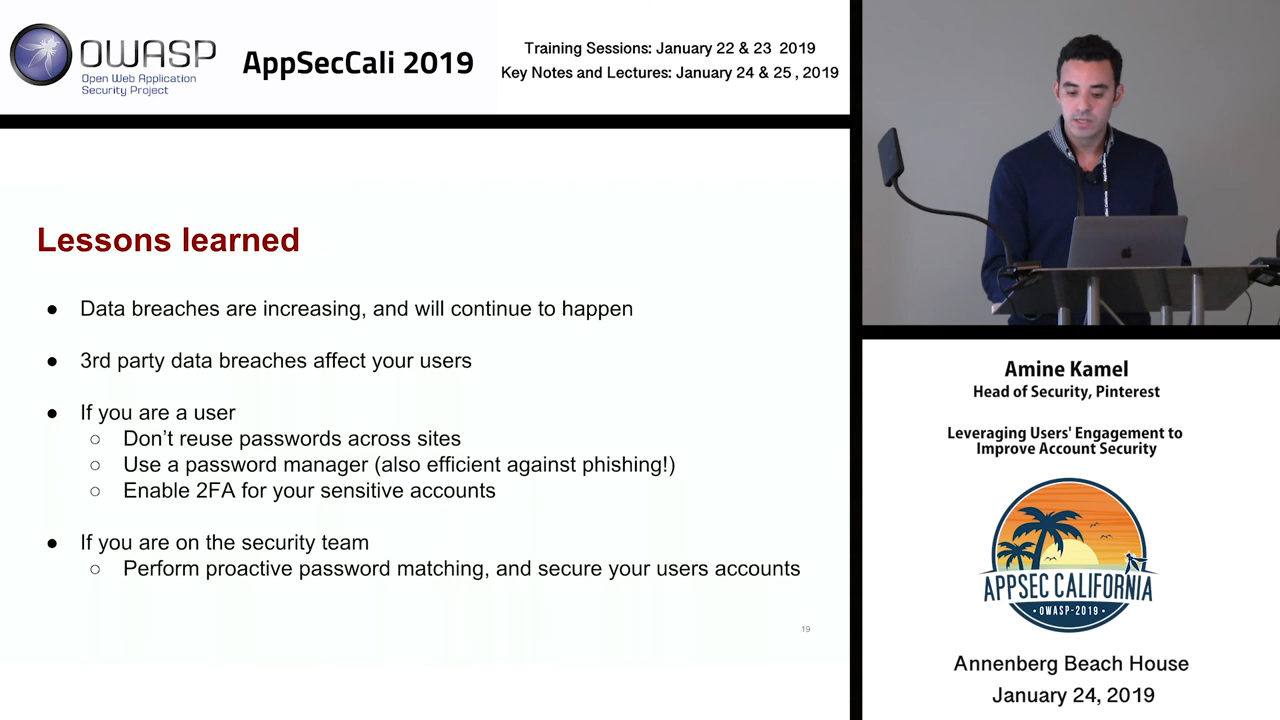 OWASP
Open Web Application
Security Project
AppSecCali 2019
Training Sessions: January 22 & 23 2019
Key Notes and Lectures: January 24 & 25 , 2019
Lessons learned
● Data breaches are increasing, and will continue to happen
● 3rd party data breaches affect your users
● If you are a user
○ Don’t reuse passwords across sites
○ Use a password manager (also efficient against phishing!)
○ Enable 2FA for your sensitive accounts
● If you are on the security team
○ Perform proactive password matching, and secure your users accounts
19
Amine Kamel
Head of Security, Pinterest
Leveraging Users' Engagement to
Improve Account Security
APPSEC CALIFORNIA
· OWASP-2019 ·
Annenberg Beach House
January 24, 2019